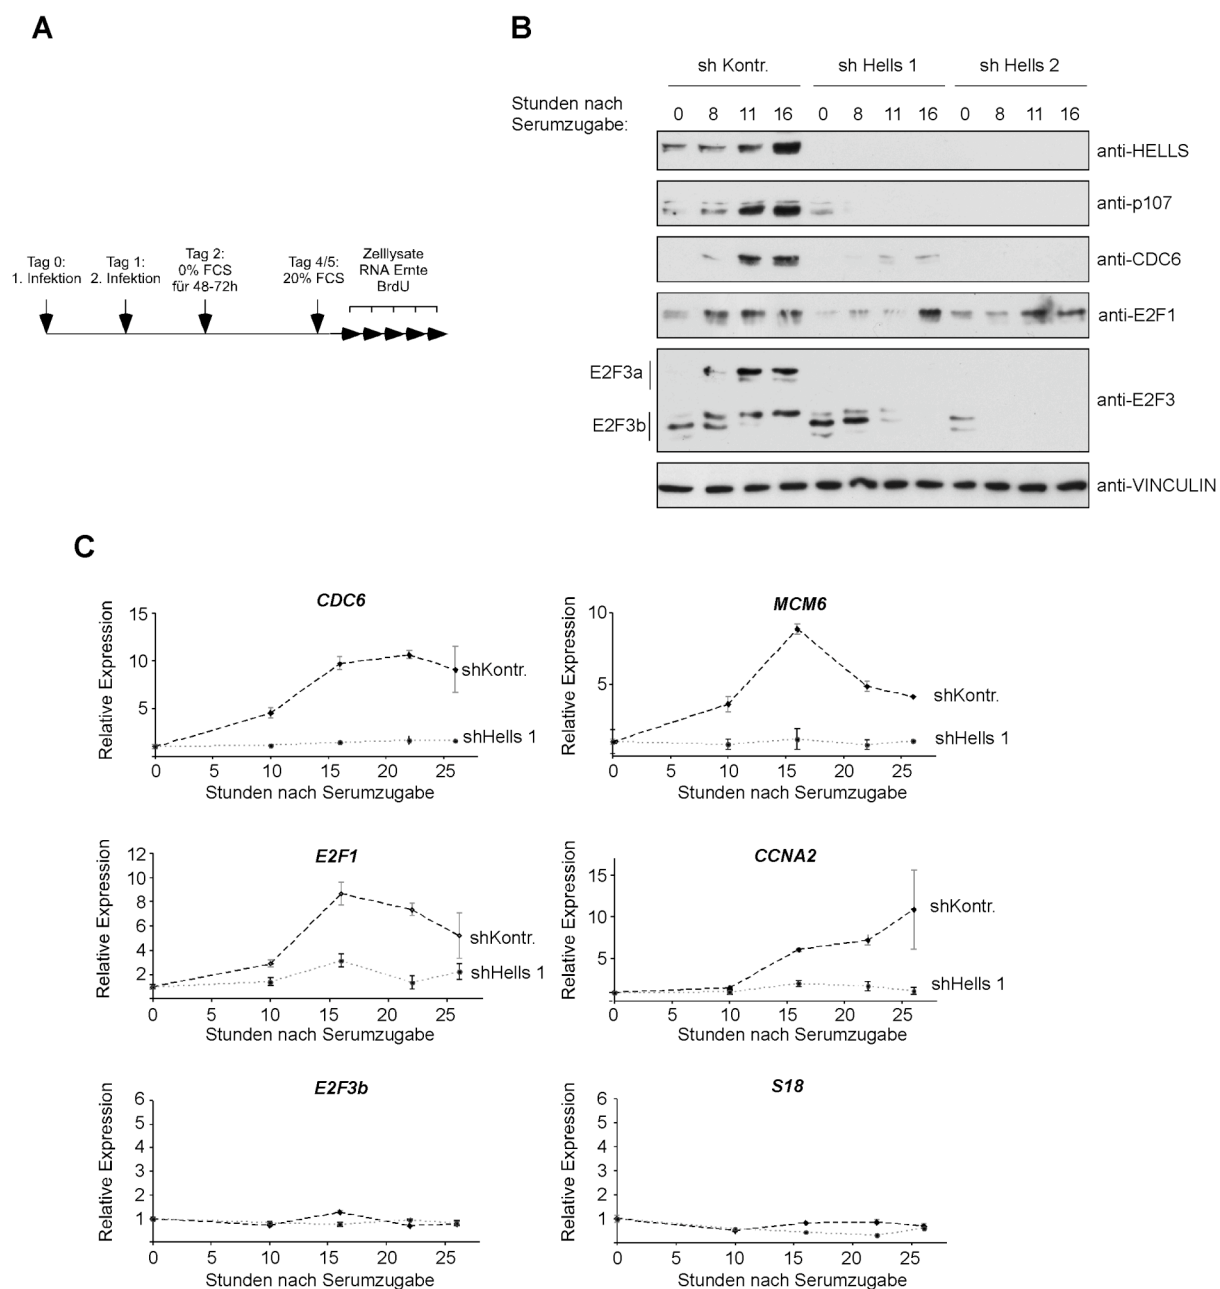 A
Tag 0:
1. Infektion
Tag 1:
2. Infektion
Tag 2:
0% FCS
für 48-72h
Tag 4/5:
20% FCS
Zelllysate
RNA Ernte
BrdU
B
sh Kontr. sh Hells 1 sh Hells 2
Stunden nach
Serumzugabe:
0 8 11 16 0 8 11 16 0 8 11 16
anti-HELLS
anti-p107
anti-CDC6
anti-E2F1
E2F3a
E2F3b
anti-E2F3
anti-VINCULIN
C
CDC6
Relative Expression
15
10
5
shKontr.
shHells 1
0 5 10 15 20 25
Stunden nach Serumzugabe
MCM6
Relative Expression
10
5
shKontr.
shHells 1
0 5 10 15 20 25
Stunden nach Serumzugabe
E2F1
Relative Expression
12
10
8
6
4
2
shKontr.
shHells 1
0 5 10 15 20 25
Stunden nach Serumzugabe
CCNA2
Relative Expression
15
10
5
shKontr.
shHells 1
0 5 10 15 20 25
Stunden nach Serumzugabe
E2F3b
Relative Expression
6
5
4
3
2
1
0 5 10 15 20 25
Stunden nach Serumzugabe
S18
Relative Expression
6
5
4
3
2
1
0 5 10 15 20 25
Stunden nach Serumzugabe